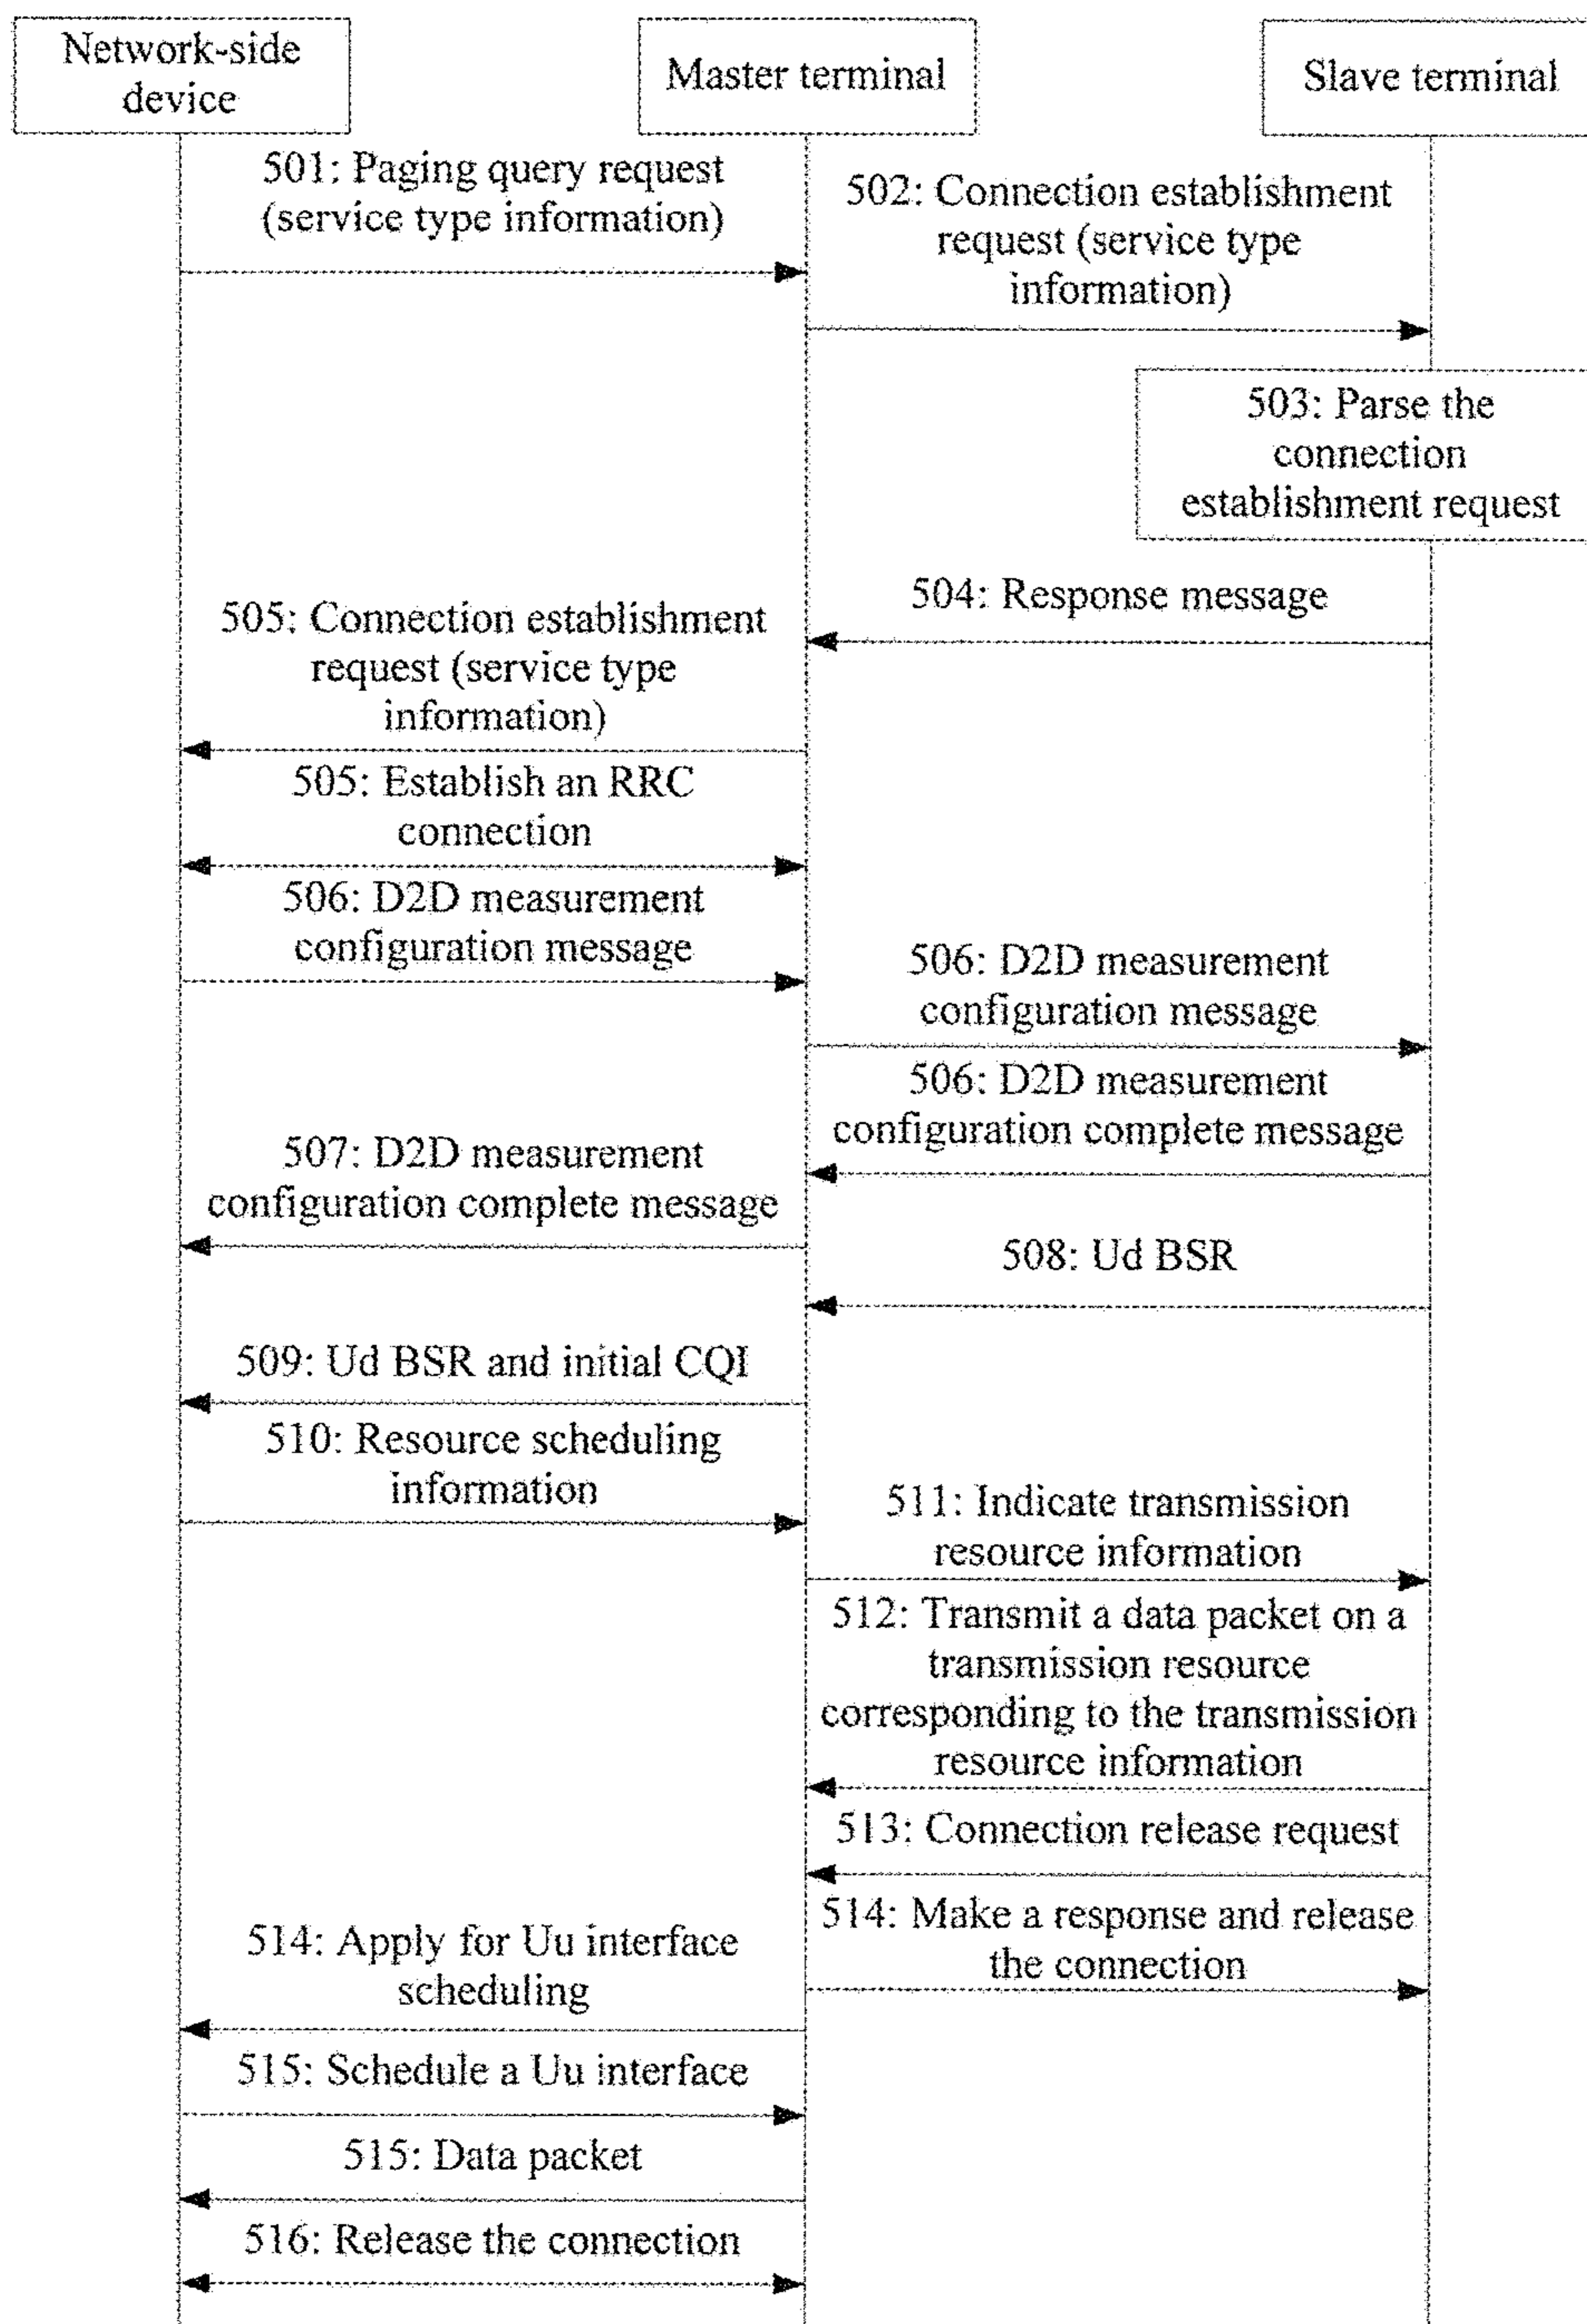 Network-side
device
Master terminal
Slave terminal
501: Paging query request
(service type information)
502: Connection establishment
request (service type
information)
503: Parse the
connection
establishment request
504: Response message
505: Connection establishment
request (service type
information)
505: Establish an RRC
connection
506: D2D measurement
configuration message
506: D2D measurement
configuration message
506: D2D measurement
configuration complete message
507: D2D measurement
configuration complete message
508: Ud BSR
509: Ud BSR and initial CQI
510: Resource scheduling
information
511: Indicate transmission
resource information
512: Transmit a data packet on a
transmission resource
corresponding to the transmission
resource information
513: Connection release request
514: Make a response and release
the connection
514: Apply for Uu interface
scheduling
515: Schedule a Uu interface
515: Data packet
516: Release the connection